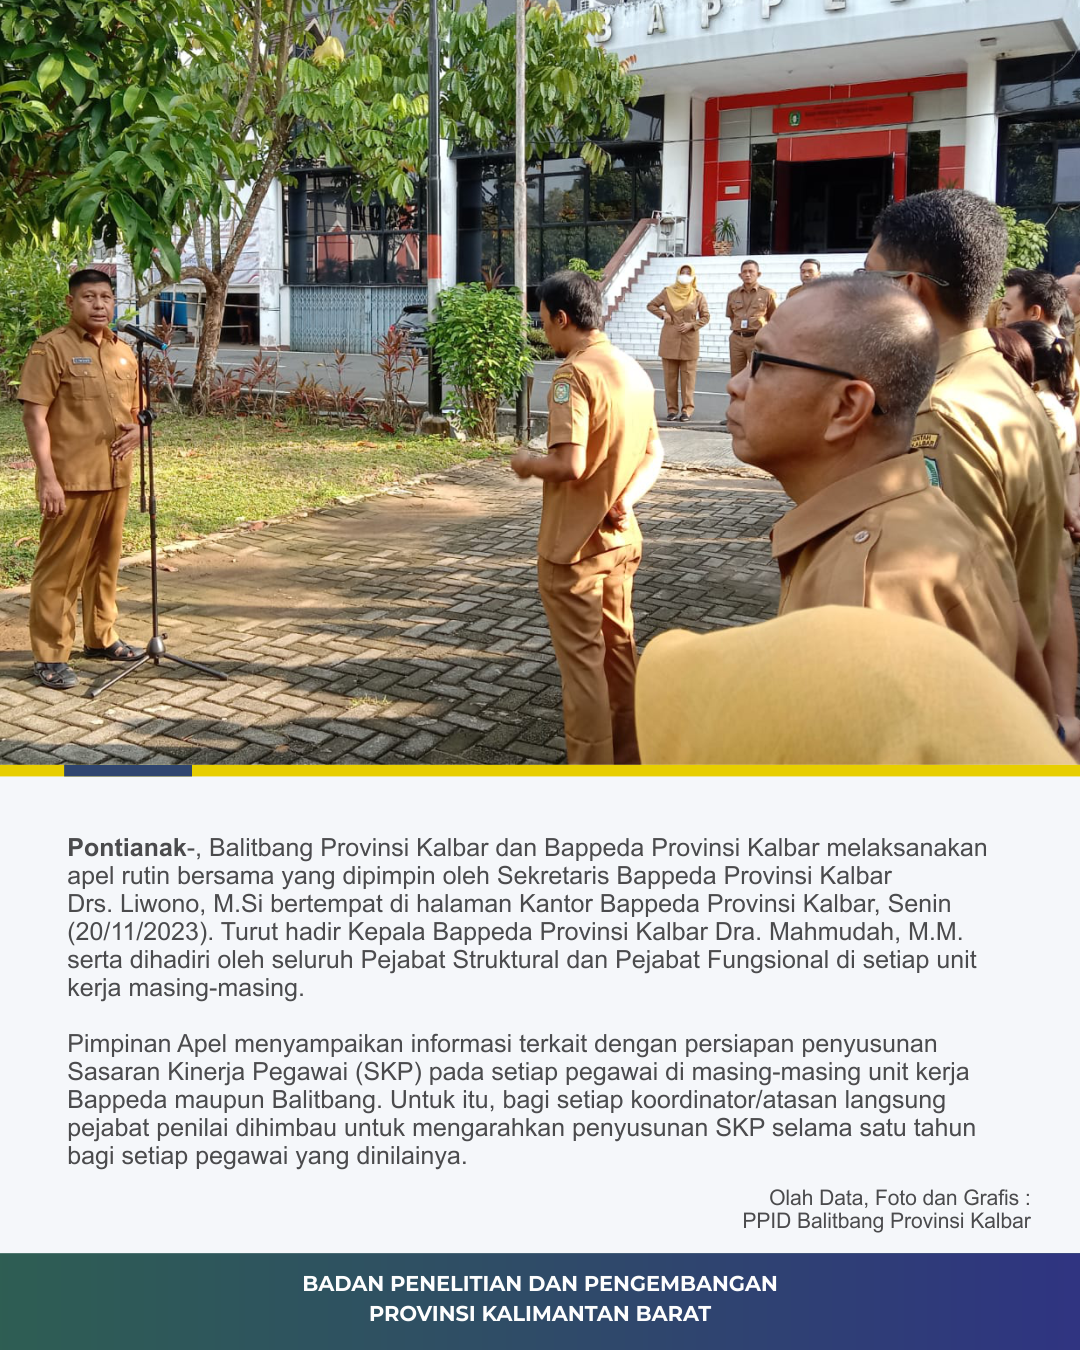 BAPPED
Pontianak-, Balitbang Provinsi Kalbar dan Bappeda Provinsi Kalbar melaksanakan
apel rutin bersama yang dipimpin oleh Sekretaris Bappeda Provinsi Kalbar
Drs. Liwono, M.Si bertempat di halaman Kantor Bappeda Provinsi Kalbar, Senin
(20/11/2023). Turut hadir Kepala Bappeda Provinsi Kalbar Dra. Mahmudah, M.M.
serta dihadiri oleh seluruh Pejabat Struktural dan Pejabat Fungsional di setiap unit
kerja masing-masing.
Pimpinan Apel menyampaikan informasi terkait dengan persiapan penyusunan
Sasaran Kinerja Pegawai (SKP) pada setiap pegawai di masing-masing unit kerja
Bappeda maupun Balitbang. Untuk itu, bagi setiap koordinator/atasan langsung
pejabat penilai dihimbau untuk mengarahkan penyusunan SKP selama satu tahun
bagi setiap pegawai yang dinilainya.
Olah Data, Foto dan Grafis :
PPID Balitbang Provinsi Kalbar
BADAN PENELITIAN DAN PENGEMBANGAN
PROVINSI KALIMANTAN BARAT